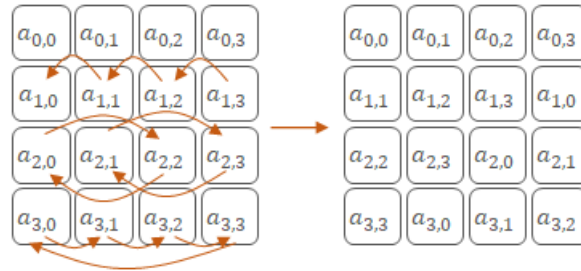 a0,0 a0,1 a0,2 a0,3 a0,0 a0,1 a0,2 a0,3
a1,0 a1,1 a1,2 a1,3 a1,1 a1,2 a1,3 a1,0
a2,0 a2,1 a2,2 a2,3 a2,2 a2,3 a2,0 a2,1
a3,0 a3,1 a3,2 a3,3 a3,3 a3,0 a3,1 a3,2